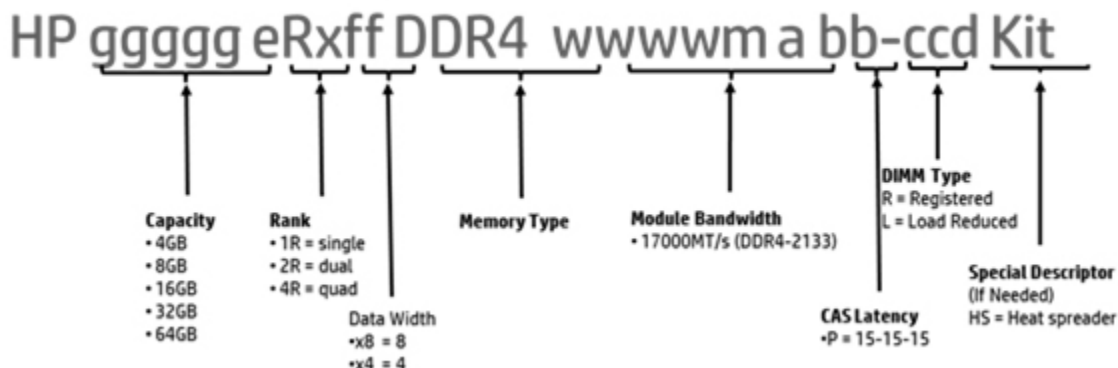 HP ggggg eRxff DDR4 wwwwm a bb-ccd Kit
Capacity
• 4GB
• 8GB
• 16GB
• 32GB
• 64GB
Rank
• 1R = single
• 2R = dual
• 4R = quad
Data Width
•x8 = 8
•x4 = 4
Memory Type
Module Bandwidth
• 17000MT/s (DDR4-2133)
CAS Latency
•P = 15-15-15
DIMM Type
R = Registered
L = Load Reduced
Special Descriptor
(If Needed)
HS = Heat spreader